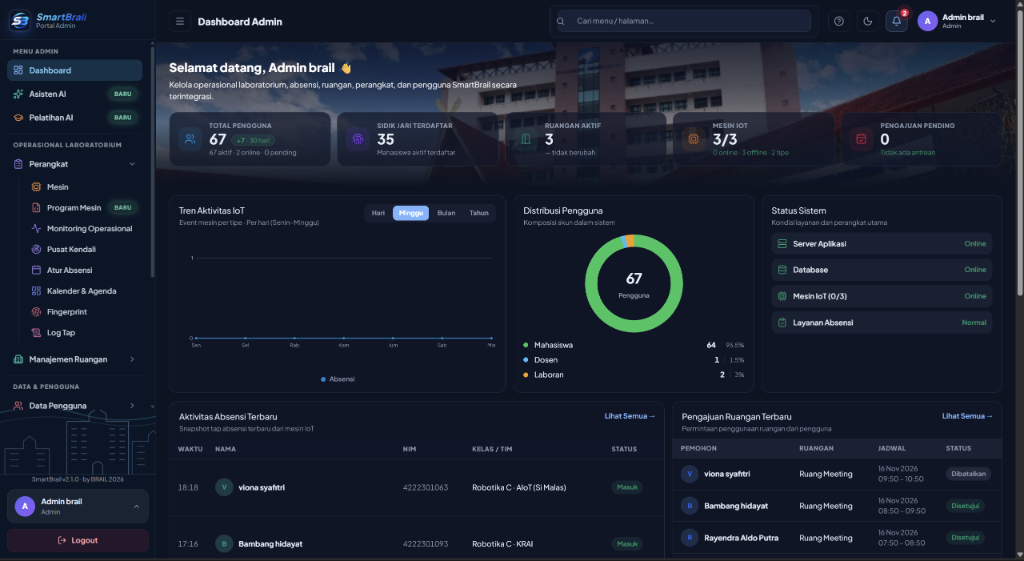 SmartBrail
Portal Admin
Dashboard Admin
Cari menu / halaman...
2
A
Admin brail
Admin
MENU ADMIN
Dashboard
Asisten AI
BARU
Pelatihan AI
BARU
OPERASIONAL LABORATORIUM
Perangkat
Mesin
Program Mesin
BARU
Monitoring Operasional
Pusat Kendali
Atur Absensi
Kalender & Agenda
Fingerprint
Log Tap
Manajemen Ruangan
DATA & PENGGUNA
Data Pengguna
SmartBrail v2.1.0 - by BRAIL 2026
A
Admin brail
Admin
Logout
Selamat datang, Admin brail 👋
Kelola operasional laboratorium, absensi, ruangan, perangkat, dan pengguna SmartBrail secara
terintegrasi.
TOTAL PENGGUNA
67 +7 · 30 hari
67 aktif · 2 online · 0 pending
SIDIK JARI TERDAFTAR
35
Mahasiswa aktif terdaftar
RUANGAN AKTIF
3
— tidak berubah
MESIN IOT
3/3
0 online · 3 offline · 2 tipe
PENGAJUAN PENDING
0
Tidak ada antrean
Tren Aktivitas IoT
Event mesin per tipe · Per hari (Senin–Minggu)
Hari Minggu Bulan Tahun
1
0
Sen Sel Rab Kam Jum Sab Min
Absensi
Distribusi Pengguna
Komposisi akun dalam sistem
67
Pengguna
Mahasiswa 64 95.5%
Dosen 1 1.5%
Laboran 2 3%
Status Sistem
Kondisi layanan dan perangkat utama
Server Aplikasi Online
Database Online
Mesin IoT (0/3) Online
Layanan Absensi Normal
Aktivitas Absensi Terbaru
Lihat Semua →
Snapshot tap absensi terbaru dari mesin IoT
WAKTU NAMA NIM KELAS / TIM STATUS
18:18 V viona syafitri 4222301063 Robotika C · AIoT (Si Malas) Masuk
17:16 B Bambang hidayat 4222301093 Robotika C · KRAI Masuk
Pengajuan Ruangan Terbaru
Lihat Semua →
Permintaan penggunaan ruangan dari pengguna
PEMOHON RUANGAN JADWAL STATUS
V viona syafitri Ruang Meeting 16 Nov 2026 09:50 - 10:50 Dibatalkan
B Bambang hidayat Ruang Meeting 16 Nov 2026 08:50 - 09:50 Disetujui
R Rayendra Aldo Putra Ruang Meeting 16 Nov 2026 07:50 - 08:50 Disetujui